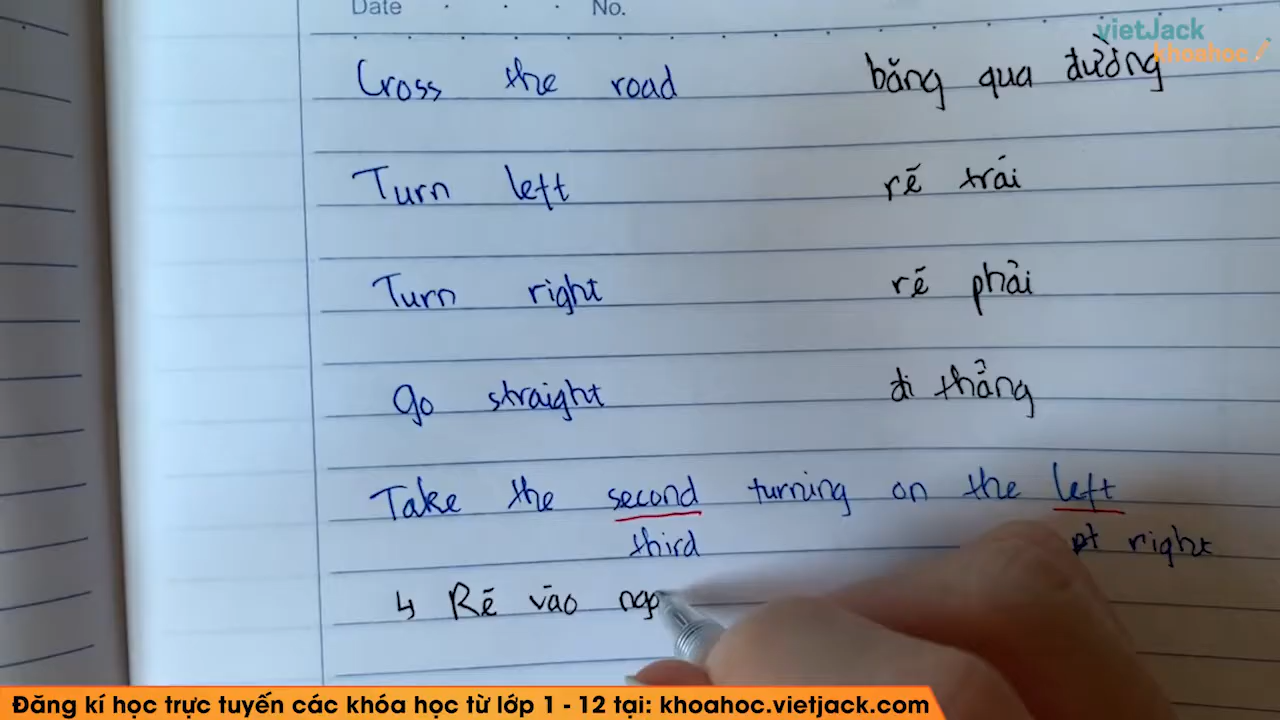 Date . . . No.
vietJack
khoahoc
Cross the road băng qua đường
Turn left rẽ trái
Turn right rẽ phải
Go straight đi thẳng
Take the second turning on the left
third right
↳ Rẽ vào
Đăng kí học trực tuyến các khóa học từ lớp 1 - 12 tại: khoahoc.vietjack.com